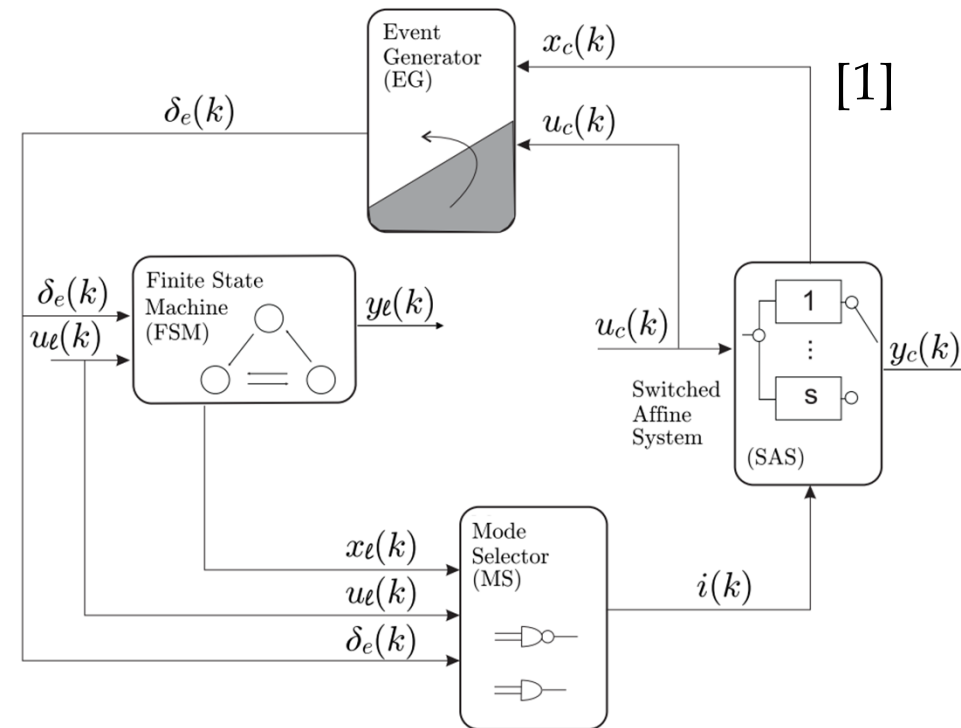 Event
Generator
(EG)
x_c(k)
[1]
u_c(k)
δ_e(k)
Finite State
Machine
(FSM)
δ_e(k)
u_ℓ(k)
y_ℓ(k)
u_c(k)
1
⋮
s
y_c(k)
Switched
Affine
System
(SAS)
Mode
Selector
(MS)
x_ℓ(k)
u_ℓ(k)
δ_e(k)
i(k)